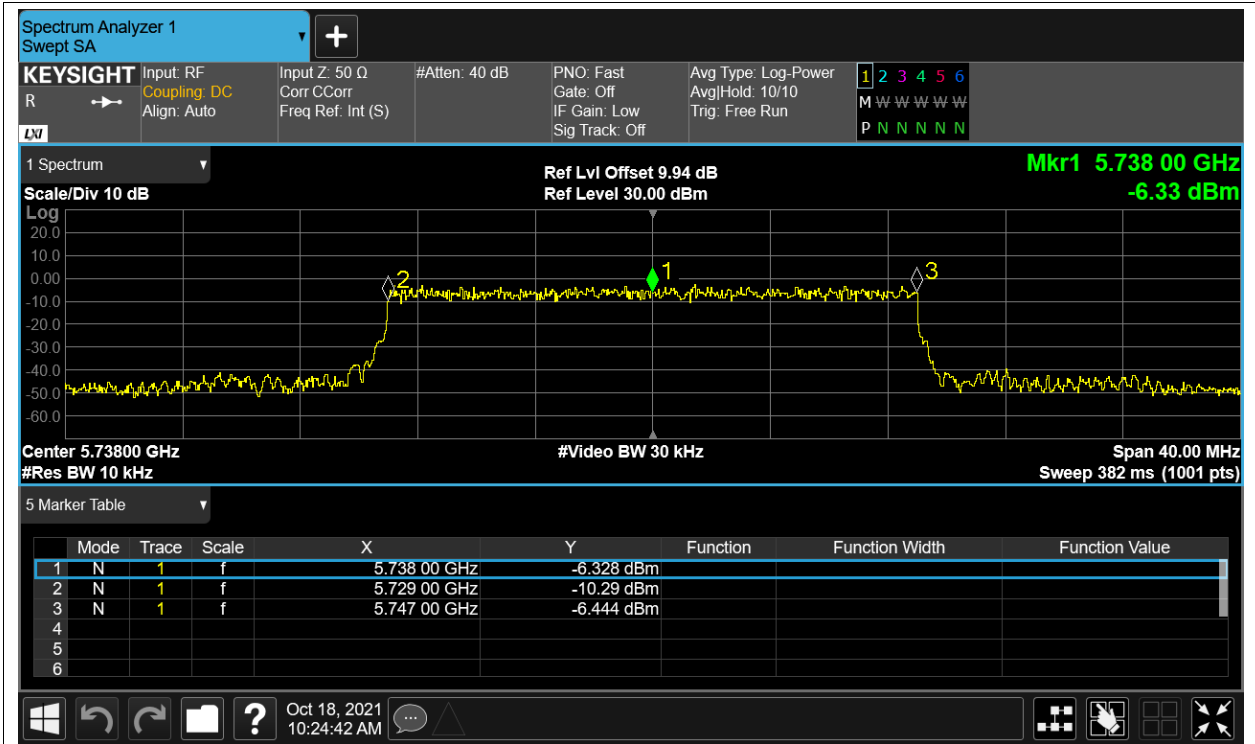 Spectrum Analyzer 1
Swept SA
KEYSIGHT
R
LXI
Input: RF
Coupling: DC
Align: Auto
Input Z: 50 Ω
Corr CCorr
Freq Ref: Int (S)
#Atten: 40 dB
PNO: Fast
Gate: Off
IF Gain: Low
Sig Track: Off
Avg Type: Log-Power
Avg|Hold: 10/10
Trig: Free Run
1 2 3 4 5 6
M W W W W W
P N N N N N
1 Spectrum
Scale/Div 10 dB
Log
Ref Lvl Offset 9.94 dB
Ref Level 30.00 dBm
Mkr1 5.738 00 GHz
-6.33 dBm
20.0
10.0
0.00
-10.0
-20.0
-30.0
-40.0
-50.0
-60.0
2
1
3
Center 5.73800 GHz
#Res BW 10 kHz
#Video BW 30 kHz
Span 40.00 MHz
Sweep 382 ms (1001 pts)
5 Marker Table
Mode Trace Scale X Y Function Function Width Function Value
1 N 1 f 5.738 00 GHz -6.328 dBm
2 N 1 f 5.729 00 GHz -10.29 dBm
3 N 1 f 5.747 00 GHz -6.444 dBm
4
5
6
?
Oct 18, 2021
10:24:42 AM